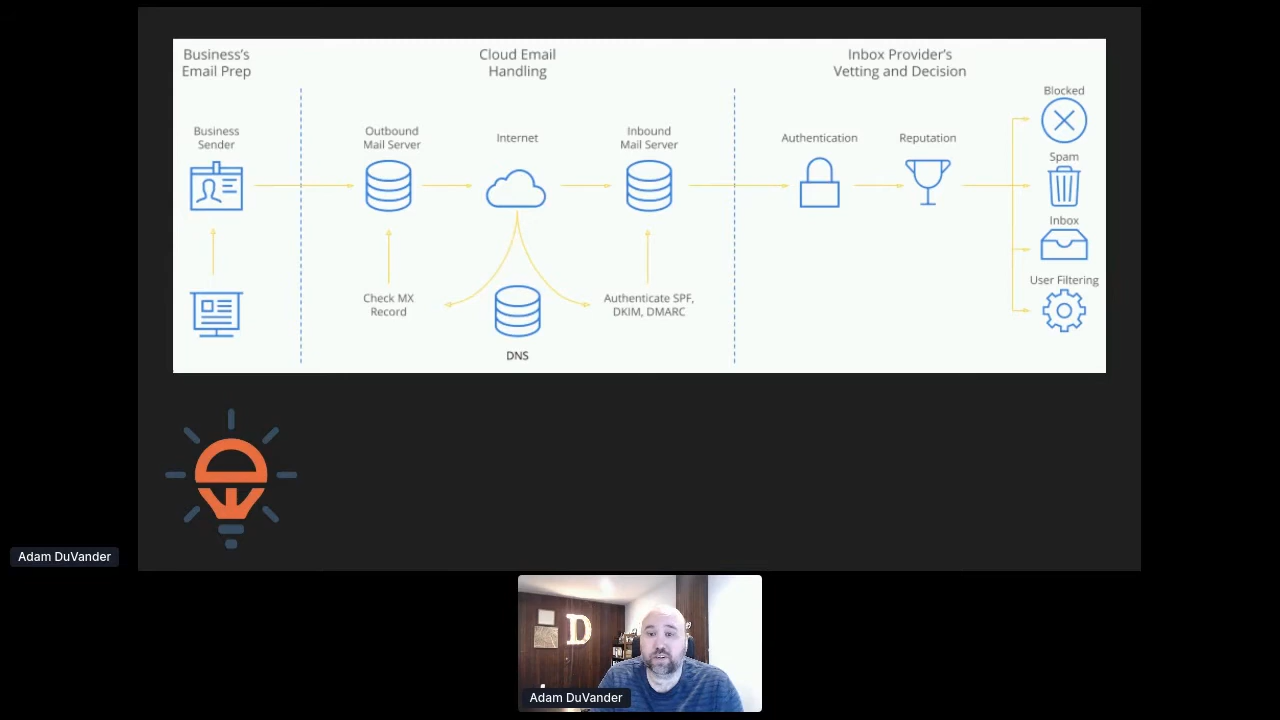 Business's
Email Prep
Cloud Email
Handling
Inbox Provider's
Vetting and Decision
Business
Sender
Outbound
Mail Server
Internet
Inbound
Mail Server
Authentication
Reputation
Blocked
Spam
Inbox
User Filtering
Check MX
Record
Authenticate SPF,
DKIM, DMARC
DNS
Adam DuVander
D
Adam DuVander